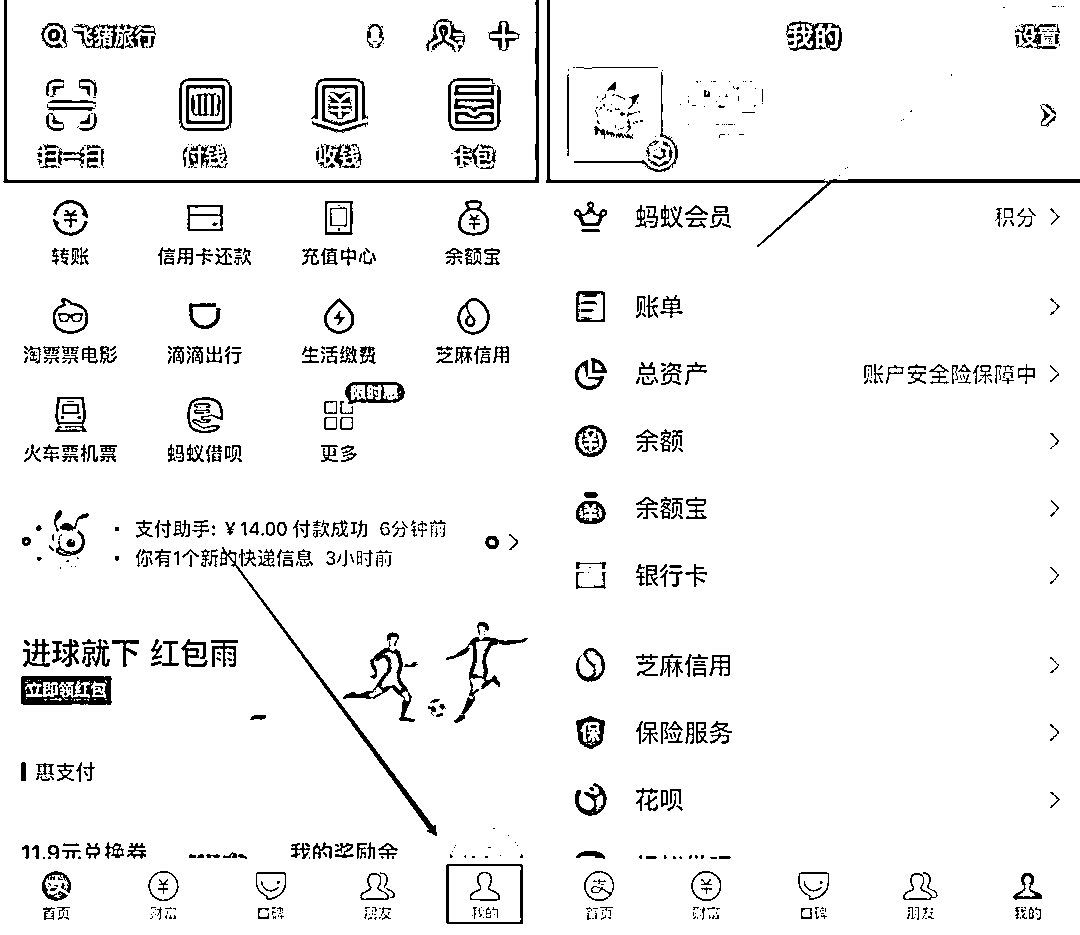 飞猪旅行
扫一扫 付钱 收钱 卡包
转账 信用卡还款 充值中心 余额宝
淘票票电影 滴滴出行 生活缴费 芝麻信用
限时惠
火车票机票 蚂蚁借呗 更多
· 支付助手: ¥14.00 付款成功 6分钟前
· 你有1个新的快递信息 3小时前
进球就下 红包雨
立即领红包
惠支付
11.9元兑换券 我的奖励金
首页 财富 口碑 朋友 我的
我的 设置
蚂蚁会员 积分
账单
总资产 账户安全险保障中
余额
余额宝
银行卡
芝麻信用
保险服务
花呗
首页 财富 口碑 朋友 我的